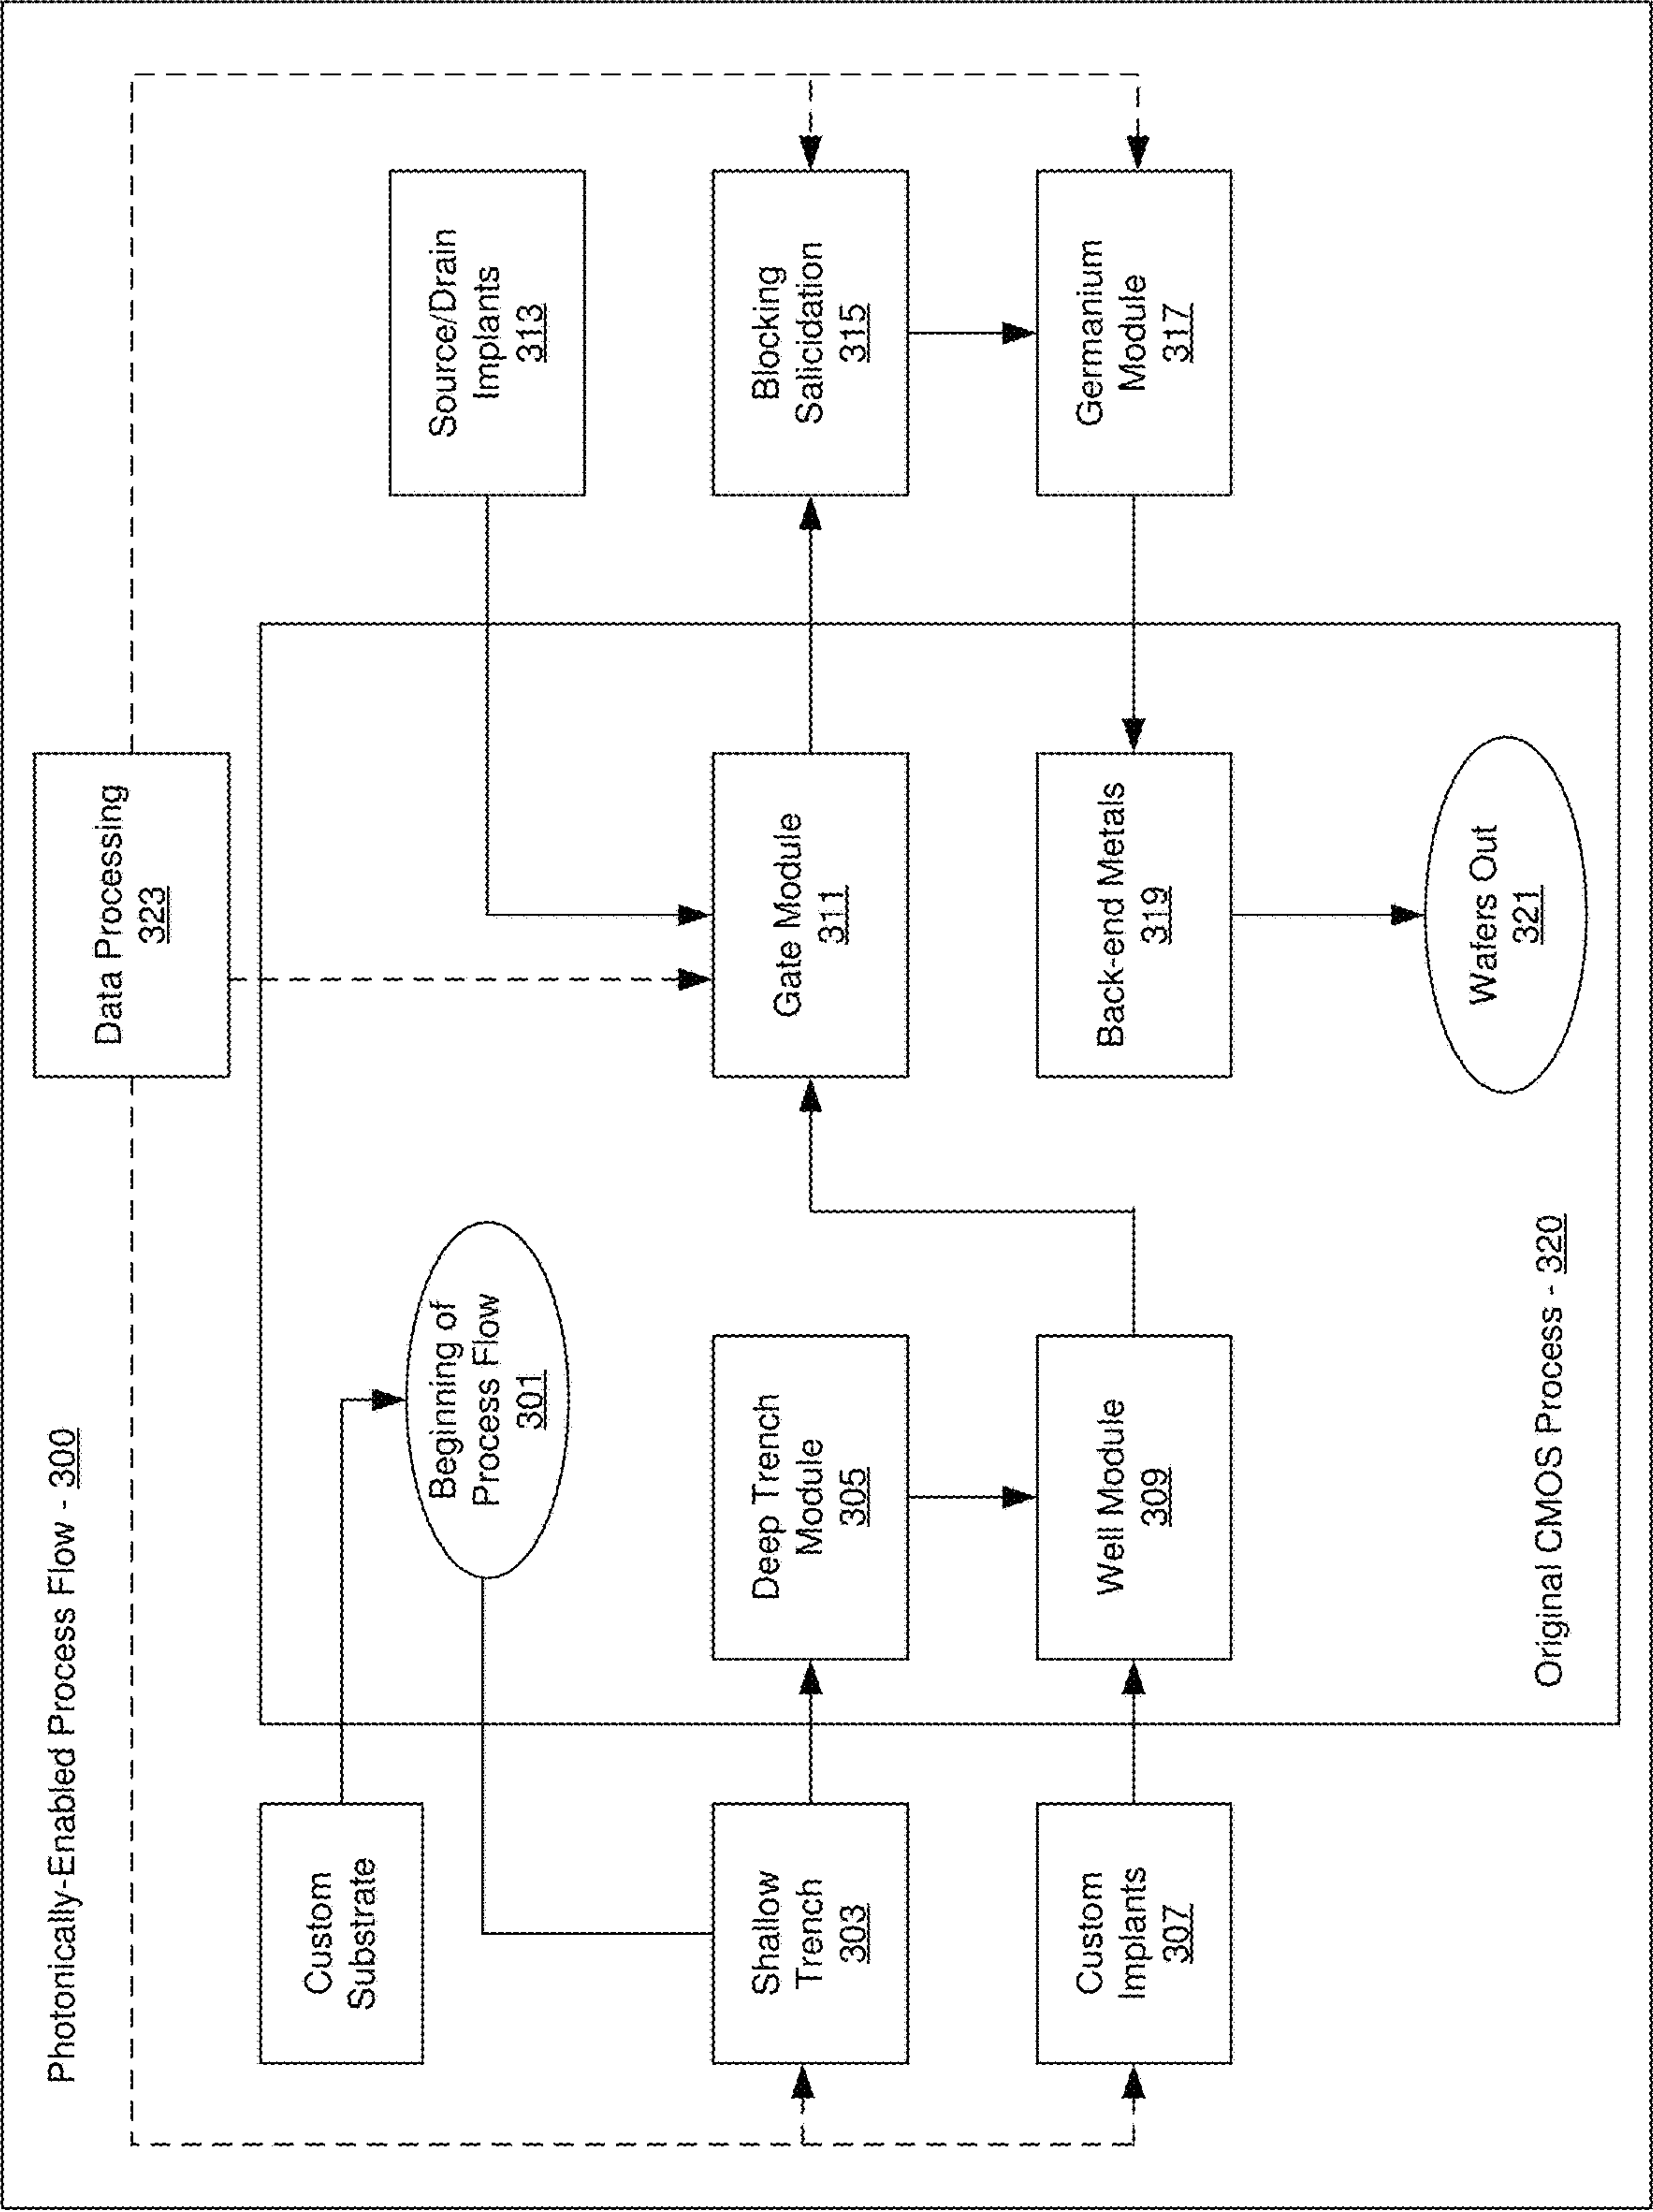 Photonically-Enabled Process Flow - 300
Data Processing
323
Custom
Substrate
Beginning of
Process Flow
301
Source/Drain
Implants
313
Shallow
Trench
303
Deep Trench
Module
305
Gate Module
311
Blocking
Salicidation
315
Custom
Implants
307
Well Module
309
Back-end Metals
319
Germanium
Module
317
Original CMOS Process - 320
Wafers Out
321